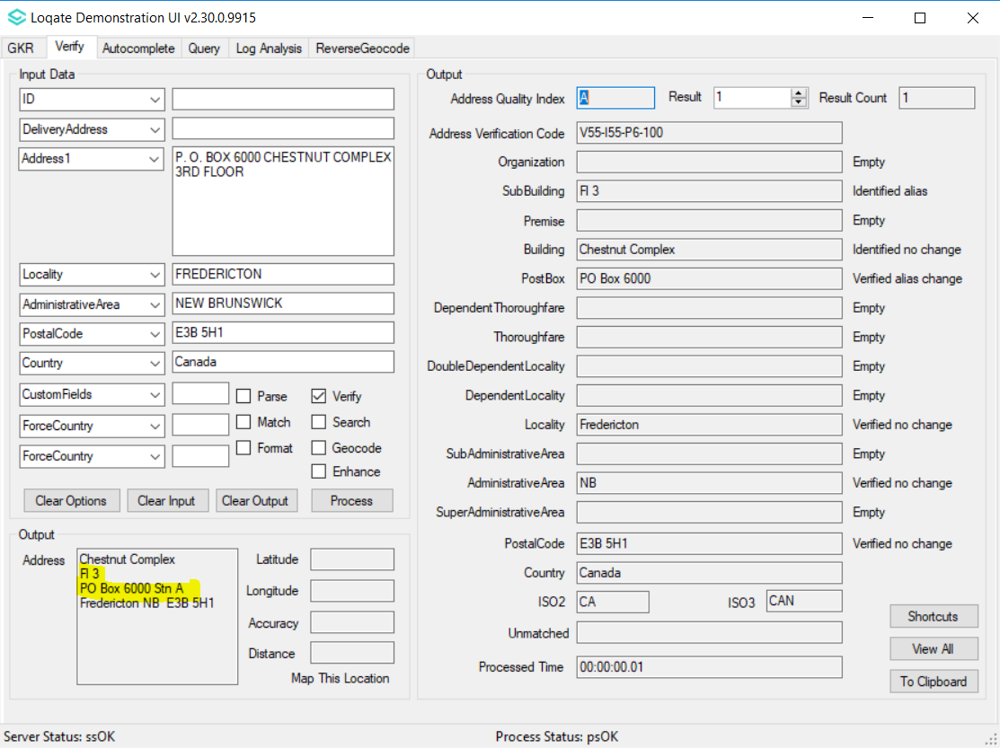 Loqate Demonstration UI v2.30.0.9915
GKR Verify Autocomplete Query Log Analysis ReverseGeocode
Input Data
ID
DeliveryAddress
Address1 P. O. BOX 6000 CHESTNUT COMPLEX
3RD FLOOR
Locality FREDERICTON
AdministrativeArea NEW BRUNSWICK
PostalCode E3B 5H1
Country Canada
CustomFields Parse Verify
ForceCountry Match Search
ForceCountry Format Geocode
Enhance
Clear Options Clear Input Clear Output Process
Output
Address Chestnut Complex
Fl 3
PO Box 6000 Stn A
Fredericton NB  E3B 5H1
Latitude
Longitude
Accuracy
Distance
Map This Location
Output
Address Quality Index A Result 1 Result Count 1
Address Verification Code V55-I55-P6-100
Organization Empty
SubBuilding Fl 3 Identified alias
Premise Empty
Building Chestnut Complex Identified no change
PostBox PO Box 6000 Verified alias change
DependentThoroughfare Empty
Thoroughfare Empty
DoubleDependentLocality Empty
DependentLocality Empty
Locality Fredericton Verified no change
SubAdministrativeArea Empty
AdministrativeArea NB Verified no change
SuperAdministrativeArea Empty
PostalCode E3B 5H1 Verified no change
Country Canada
ISO2 CA ISO3 CAN
Unmatched
Processed Time 00:00:00.01
Shortcuts
View All
To Clipboard
Server Status: ssOK Process Status: psOK